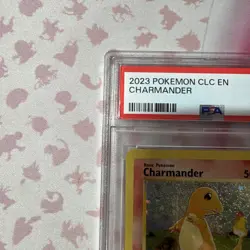 2023 POKEMON CLC EN
CHARMANDER
PSA
Basic Pokémon
Charmander